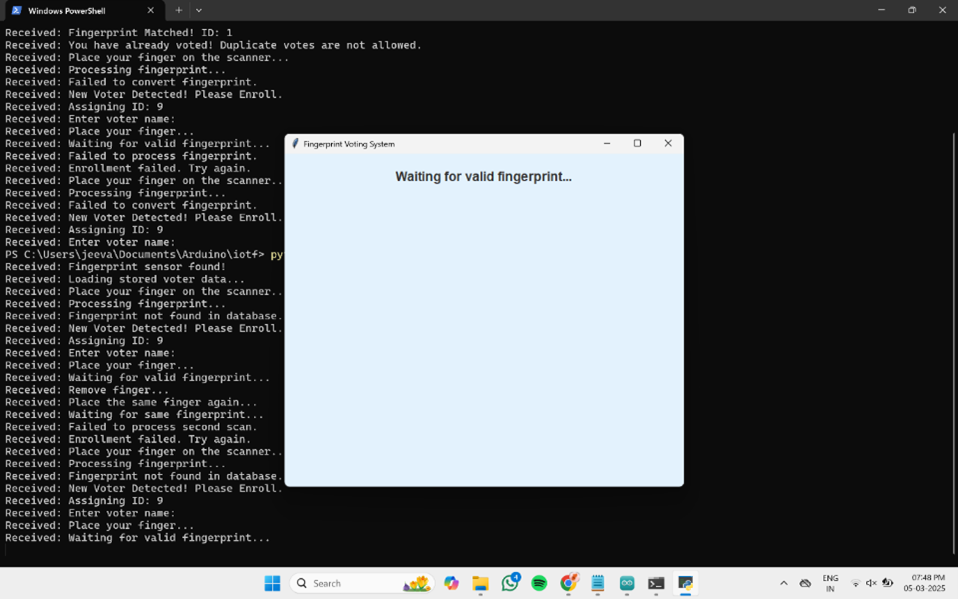 Windows PowerShell
Received: Fingerprint Matched! ID: 1
Received: You have already voted! Duplicate votes are not allowed.
Received: Place your finger on the scanner...
Received: Processing fingerprint...
Received: Failed to convert fingerprint.
Received: New Voter Detected! Please Enroll.
Received: Assigning ID: 9
Received: Enter voter name:
Received: Place your finger...
Received: Waiting for valid fingerprint...
Received: Failed to process fingerprint.
Received: Enrollment failed. Try again.
Received: Place your finger on the scanner..
Received: Processing fingerprint...
Received: Failed to convert fingerprint.
Received: New Voter Detected! Please Enroll.
Received: Assigning ID: 9
Received: Enter voter name:
PS C:\Users\jeeva\Documents\Arduino\iotf> py
Received: Fingerprint sensor found!
Received: Loading stored voter data...
Received: Place your finger on the scanner..
Received: Processing fingerprint...
Received: Fingerprint not found in database.
Received: New Voter Detected! Please Enroll.
Received: Assigning ID: 9
Received: Enter voter name:
Received: Place your finger...
Received: Waiting for valid fingerprint...
Received: Remove finger...
Received: Place the same finger again...
Received: Waiting for same fingerprint...
Received: Failed to process second scan.
Received: Enrollment failed. Try again.
Received: Place your finger on the scanner..
Received: Processing fingerprint...
Received: Fingerprint not found in database.
Received: New Voter Detected! Please Enroll.
Received: Assigning ID: 9
Received: Enter voter name:
Received: Place your finger...
Received: Waiting for valid fingerprint...
Fingerprint Voting System
Waiting for valid fingerprint...
Search
4
ENG
IN
07:48 PM
05-03-2025